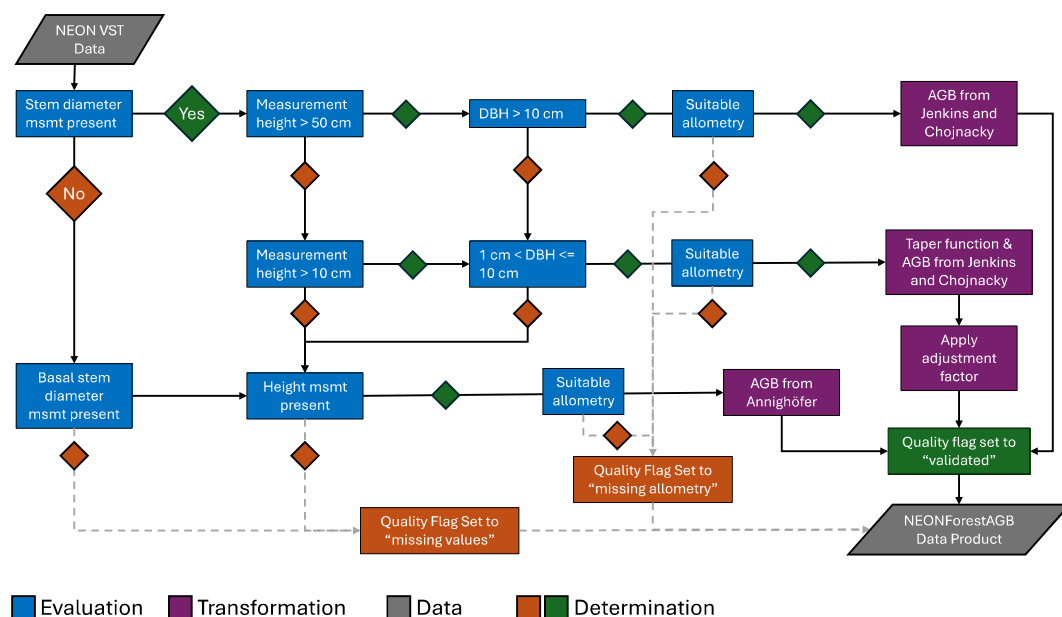 NEON VST
Data
Stem diameter
msmt present
Yes
Measurement
height > 50 cm
DBH > 10 cm
Suitable
allometry
AGB from
Jenkins and
Chojnacky
No
Measurement
height > 10 cm
1 cm < DBH <=
10 cm
Suitable
allometry
Taper function &
AGB from Jenkins
and Chojnacky
Apply
adjustment
factor
Basal stem
diameter
msmt present
Height msmt
present
Suitable
allometry
AGB from
Annighöfer
Quality flag set to
“validated”
Quality Flag Set to
“missing allometry”
Quality Flag Set to
“missing values”
NEONForestAGB
Data Product
Evaluation
Transformation
Data
Determination